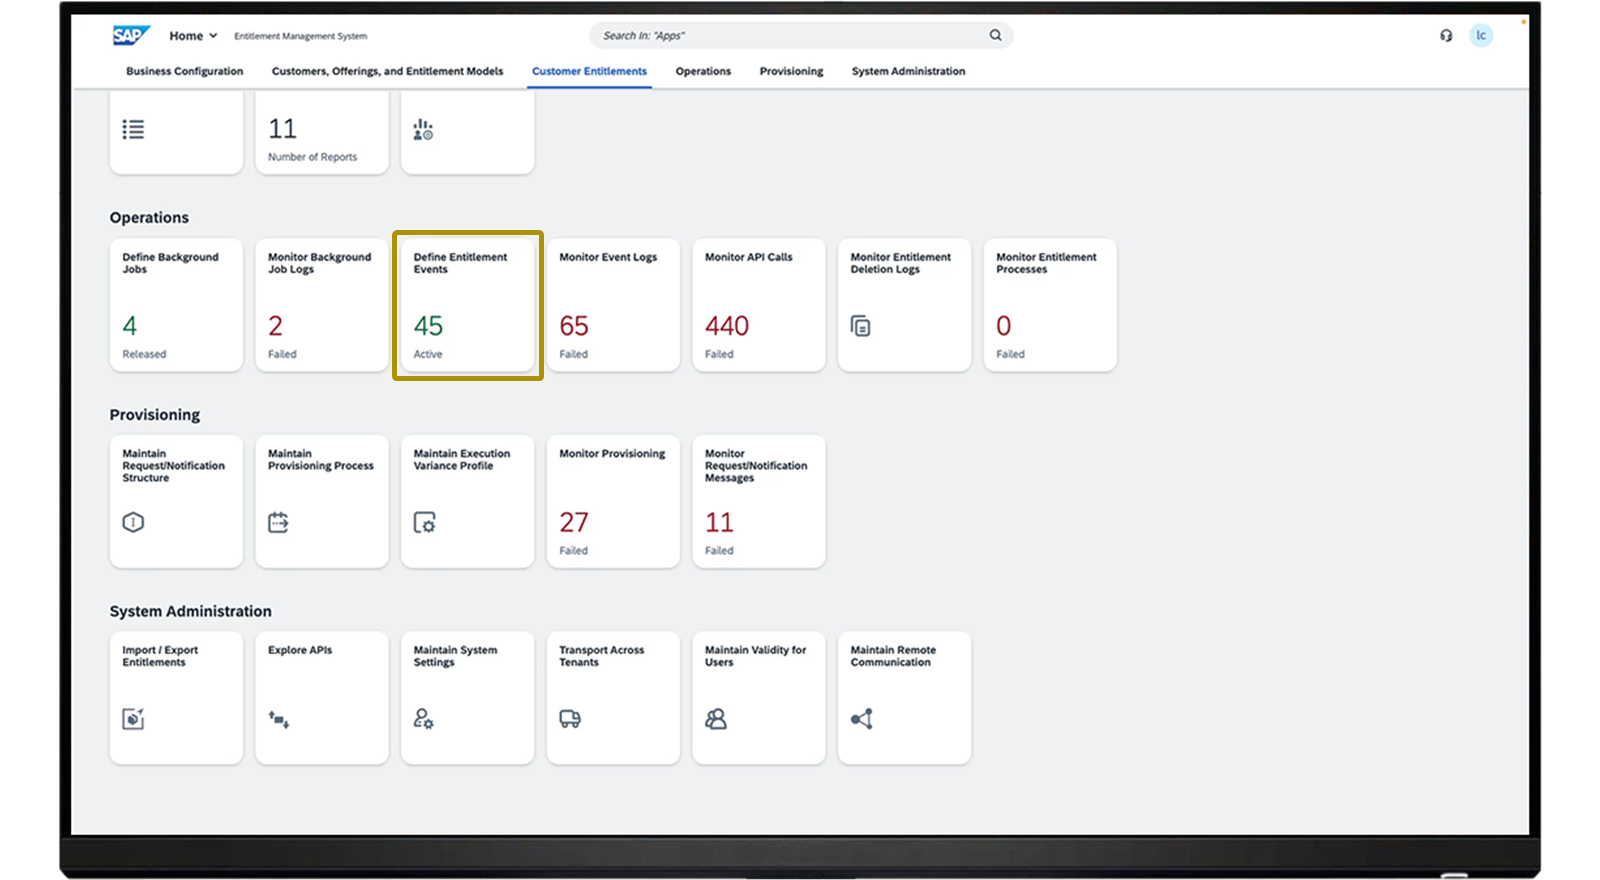 SAP Home Entitlement Management System Search In: "Apps" lc
Business Configuration Customers, Offerings, and Entitlement Models Customer Entitlements Operations Provisioning System Administration
11
Number of Reports
Operations
Define Background
Jobs
4
Released
Monitor Background
Job Logs
2
Failed
Define Entitlement
Events
45
Active
Monitor Event Logs
65
Failed
Monitor API Calls
440
Failed
Monitor Entitlement
Deletion Logs
Monitor Entitlement
Processes
0
Failed
Provisioning
Maintain
Request/Notification
Structure
Maintain
Provisioning Process
Maintain Execution
Variance Profile
Monitor Provisioning
27
Failed
Monitor
Request/Notification
Messages
11
Failed
System Administration
Import / Export
Entitlements
Explore APIs
Maintain System
Settings
Transport Across
Tenants
Maintain Validity for
Users
Maintain Remote
Communication